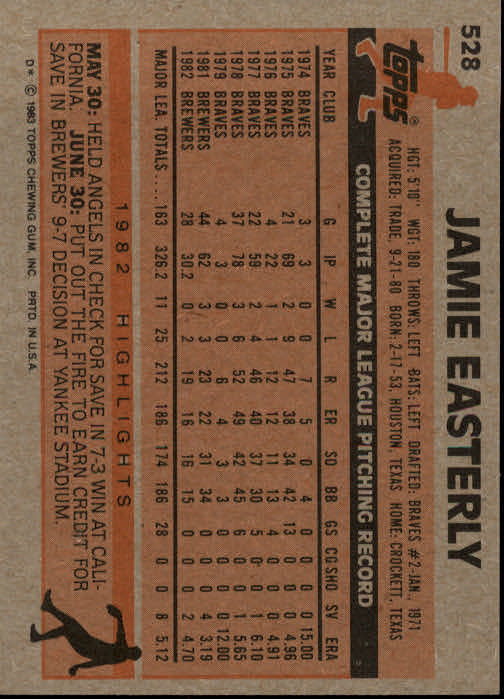 528
topps®
JAMIE EASTERLY
HGT: 5'10" WGT: 180 THROWS: LEFT BATS: LEFT DRAFTED: BRAVES #2-JAN., 1971
ACQUIRED: TRADE, 9-21-80 BORN: 2-17-53, HOUSTON, TEXAS HOME: CROCKETT, TEXAS
COMPLETE MAJOR LEAGUE PITCHING RECORD
YEAR CLUB G IP W L R ER SO BB GS CG SHO SV ERA
1974 BRAVES 3 3 0 0 7 5 0 4 0 0 0 0 15.00
1975 BRAVES 21 69 2 9 47 38 34 42 13 0 0 0 4.96
1976 BRAVES 4 22 1 1 12 12 11 13 4 0 0 0 4.91
1977 BRAVES 22 59 2 4 46 40 37 30 5 0 0 1 6.10
1978 BRAVES 37 78 3 6 52 49 42 45 6 0 0 1 5.65
1979 BRAVES 4 3 0 0 6 4 3 3 0 0 0 0 12.00
1981 BREWERS 44 62 3 3 23 22 31 34 0 0 0 4 3.19
1982 BREWERS 28 30.2 0 2 19 16 16 15 0 0 0 2 4.70
MAJOR LEA. TOTALS .... 163 326.2 11 25 212 186 174 186 28 0 0 8 5.12
1982 HIGHLIGHTS
MAY 30: HELD ANGELS IN CHECK FOR SAVE IN 7-3 WIN AT CALI-
FORNIA. JUNE 30: PUT OUT THE FIRE TO EARN CREDIT FOR
SAVE IN BREWERS' 9-7 DECISION AT YANKEE STADIUM.
D* © 1983 TOPPS CHEWING GUM, INC. PRTD. IN U.S.A.